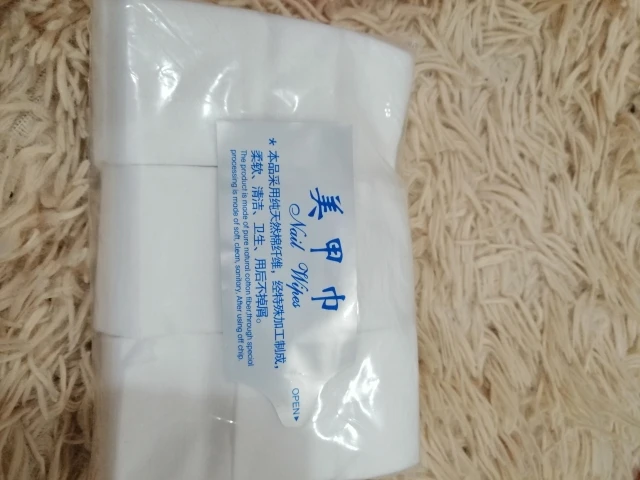 美甲巾
Nail Wipes
*本品采用纯天然棉纤维，经特殊加工制成，
柔软、清洁、卫生、用后不掉屑。
The product is made of pure natural cotton fiber,through special
processing is made of soft, clean, sanitary. After using off chip.
OPEN